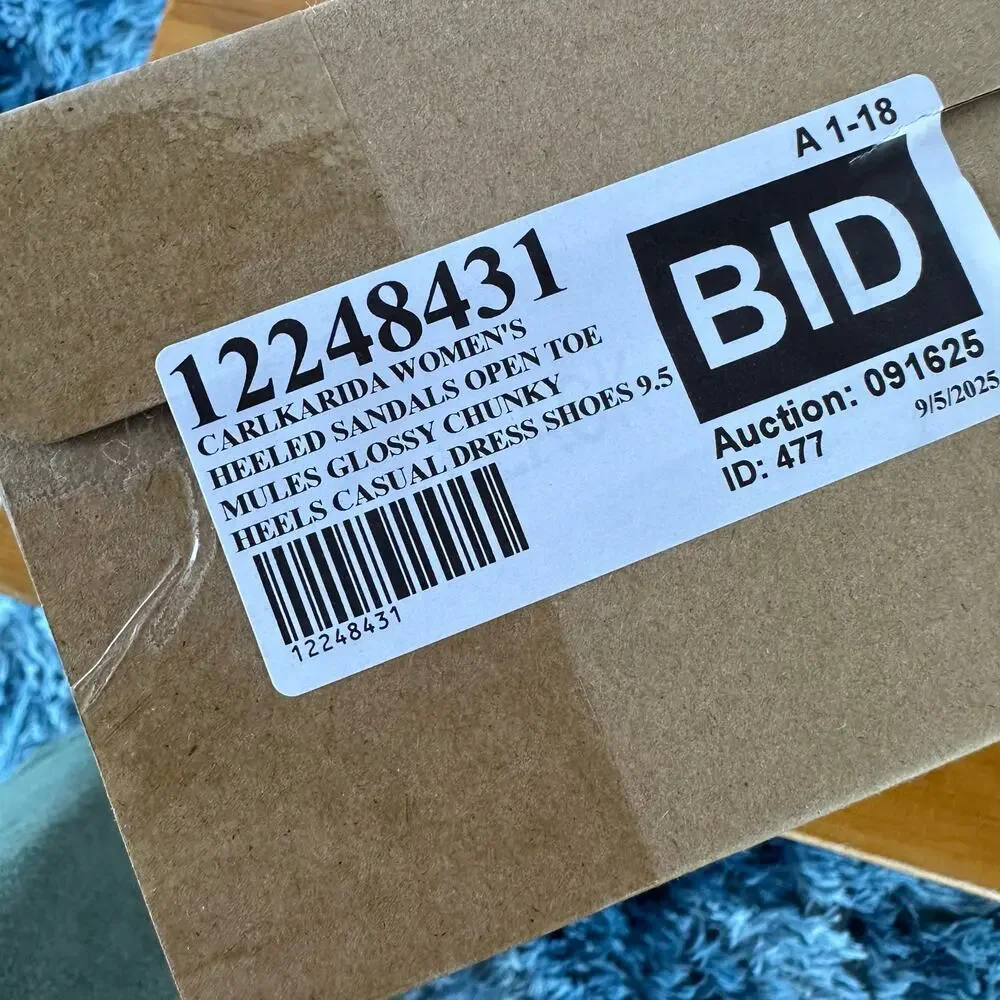 A 1-18
12248431
CARLKARIDA WOMEN'S
HEELED SANDALS OPEN TOE
MULES GLOSSY CHUNKY
HEELS CASUAL DRESS SHOES 9.5
12248431
BID
Auction: 091625
ID: 477
9/5/2025